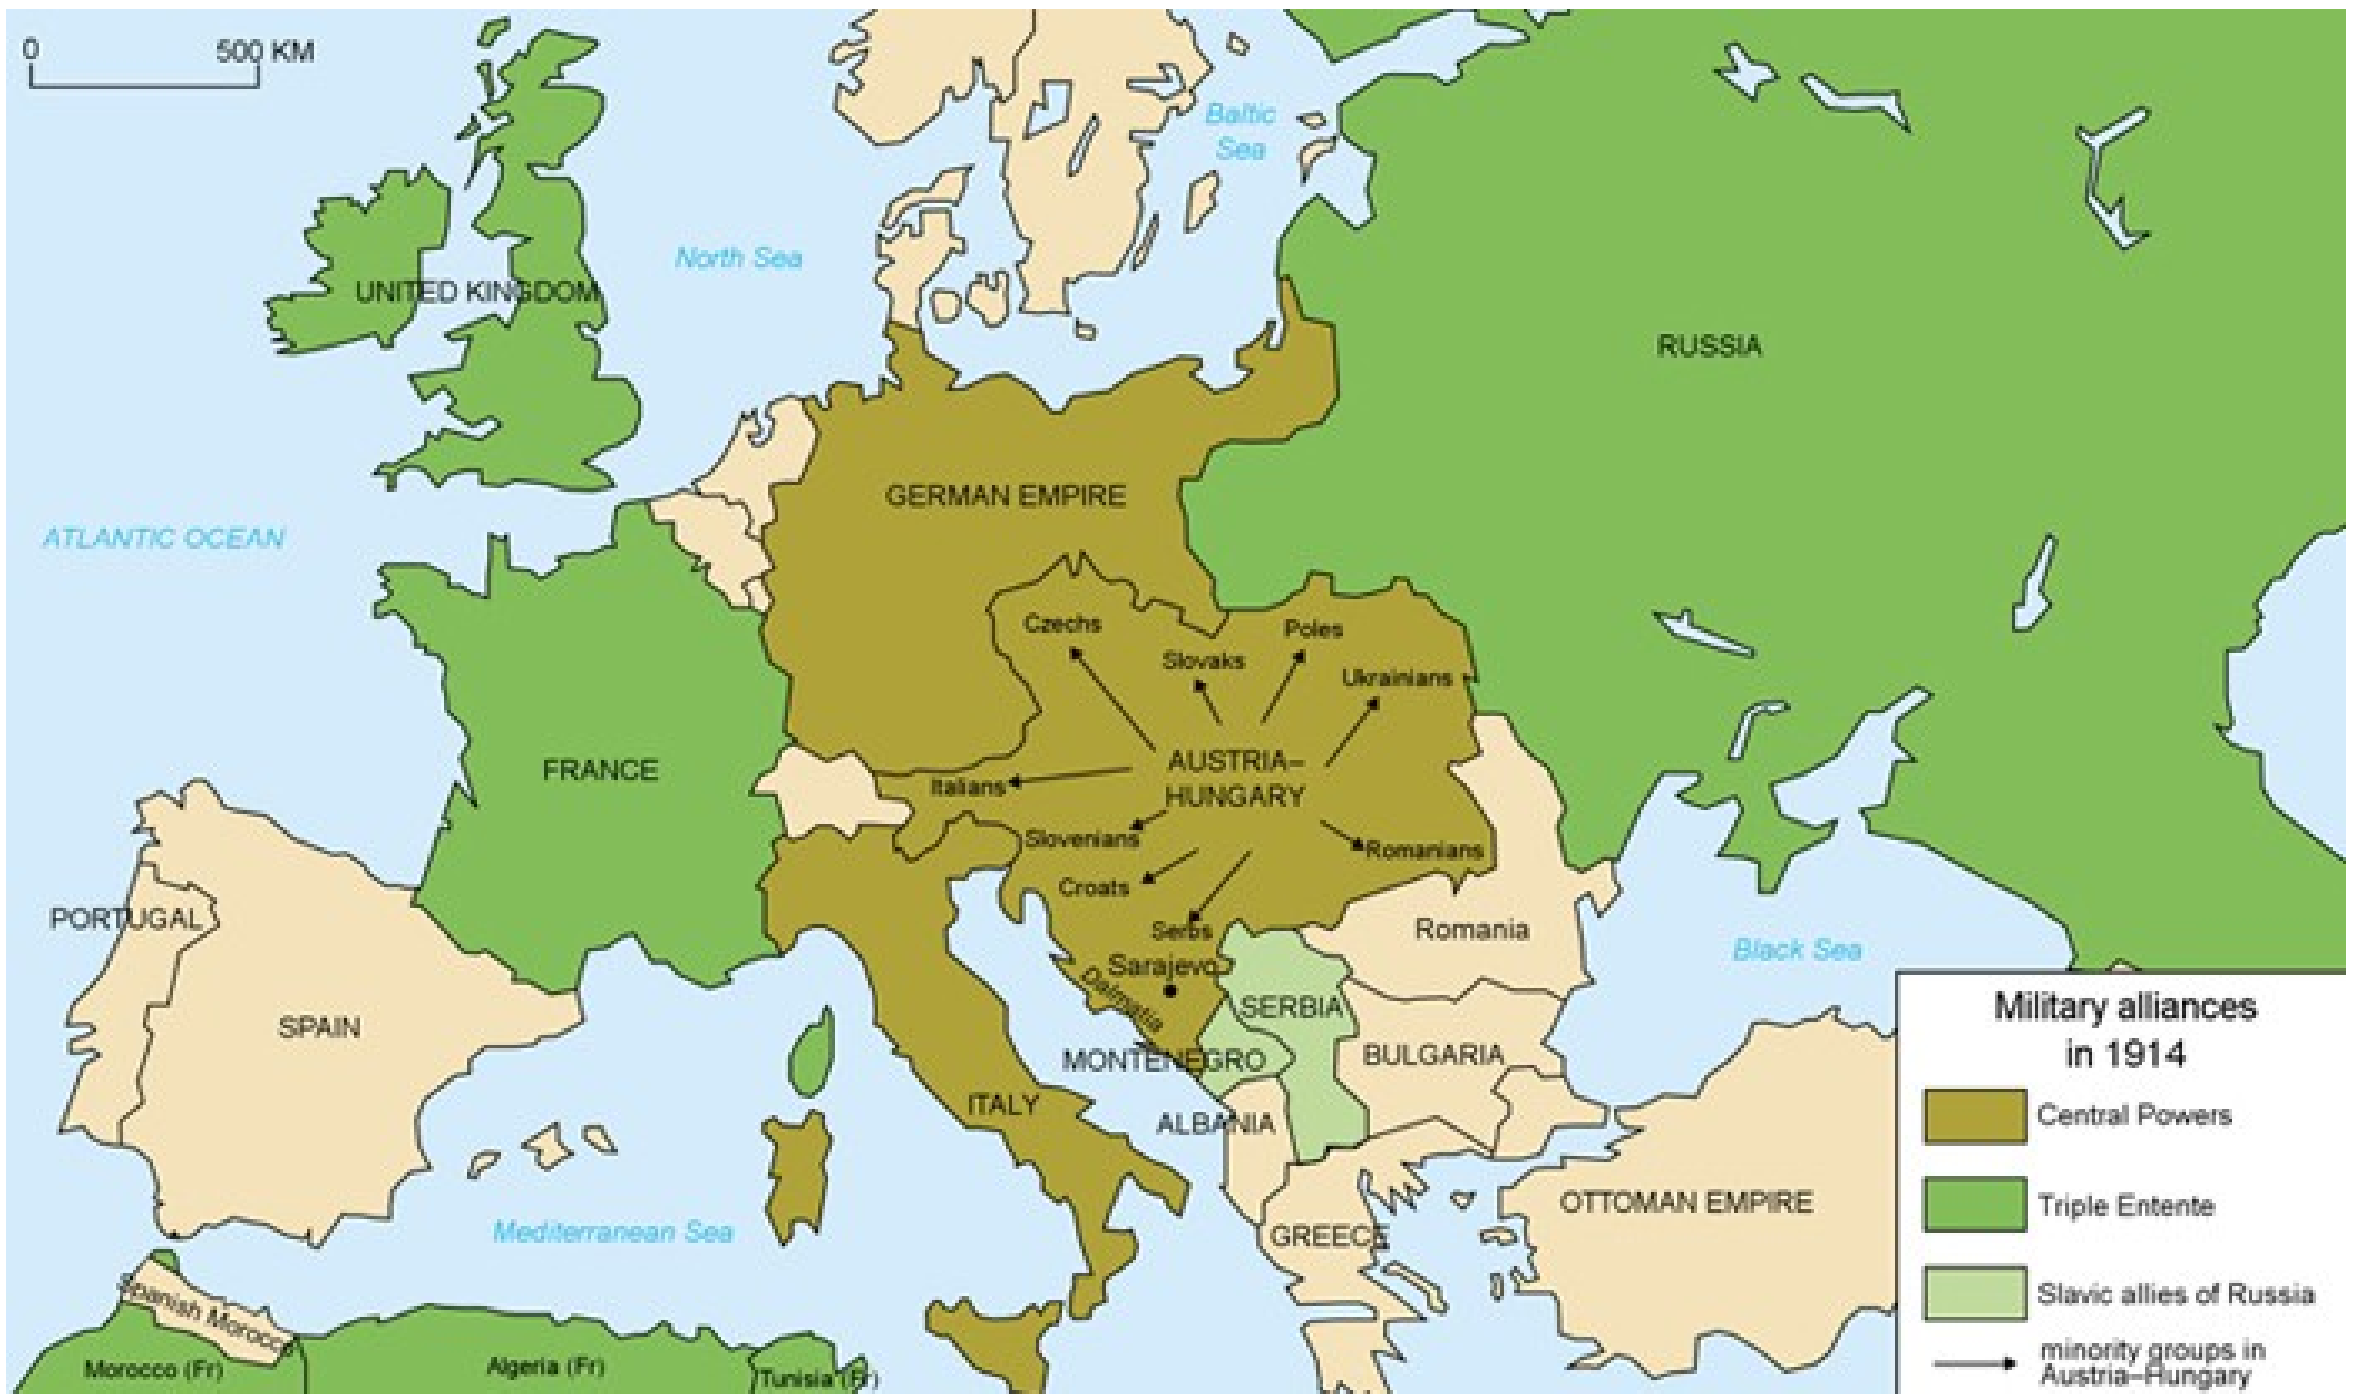 0 500 KM
Baltic
Sea
North Sea
UNITED KINGDOM
RUSSIA
GERMAN EMPIRE
ATLANTIC OCEAN
Czechs
Poles
Slovaks
Ukrainians
FRANCE
AUSTRIA–
HUNGARY
Italians
Slovenians
Romanians
Croats
PORTUGAL
Serbs
Romania
Black Sea
Sarajevo
Dalmatia
SPAIN
SERBIA
MONTENEGRO
BULGARIA
ITALY
ALBANIA
OTTOMAN EMPIRE
Mediterranean Sea
GREECE
Spanish Morocco
Morocco (Fr)
Algeria (Fr)
Tunisia (Fr)
Military alliances
in 1914
Central Powers
Triple Entente
Slavic allies of Russia
minority groups in
Austria–Hungary